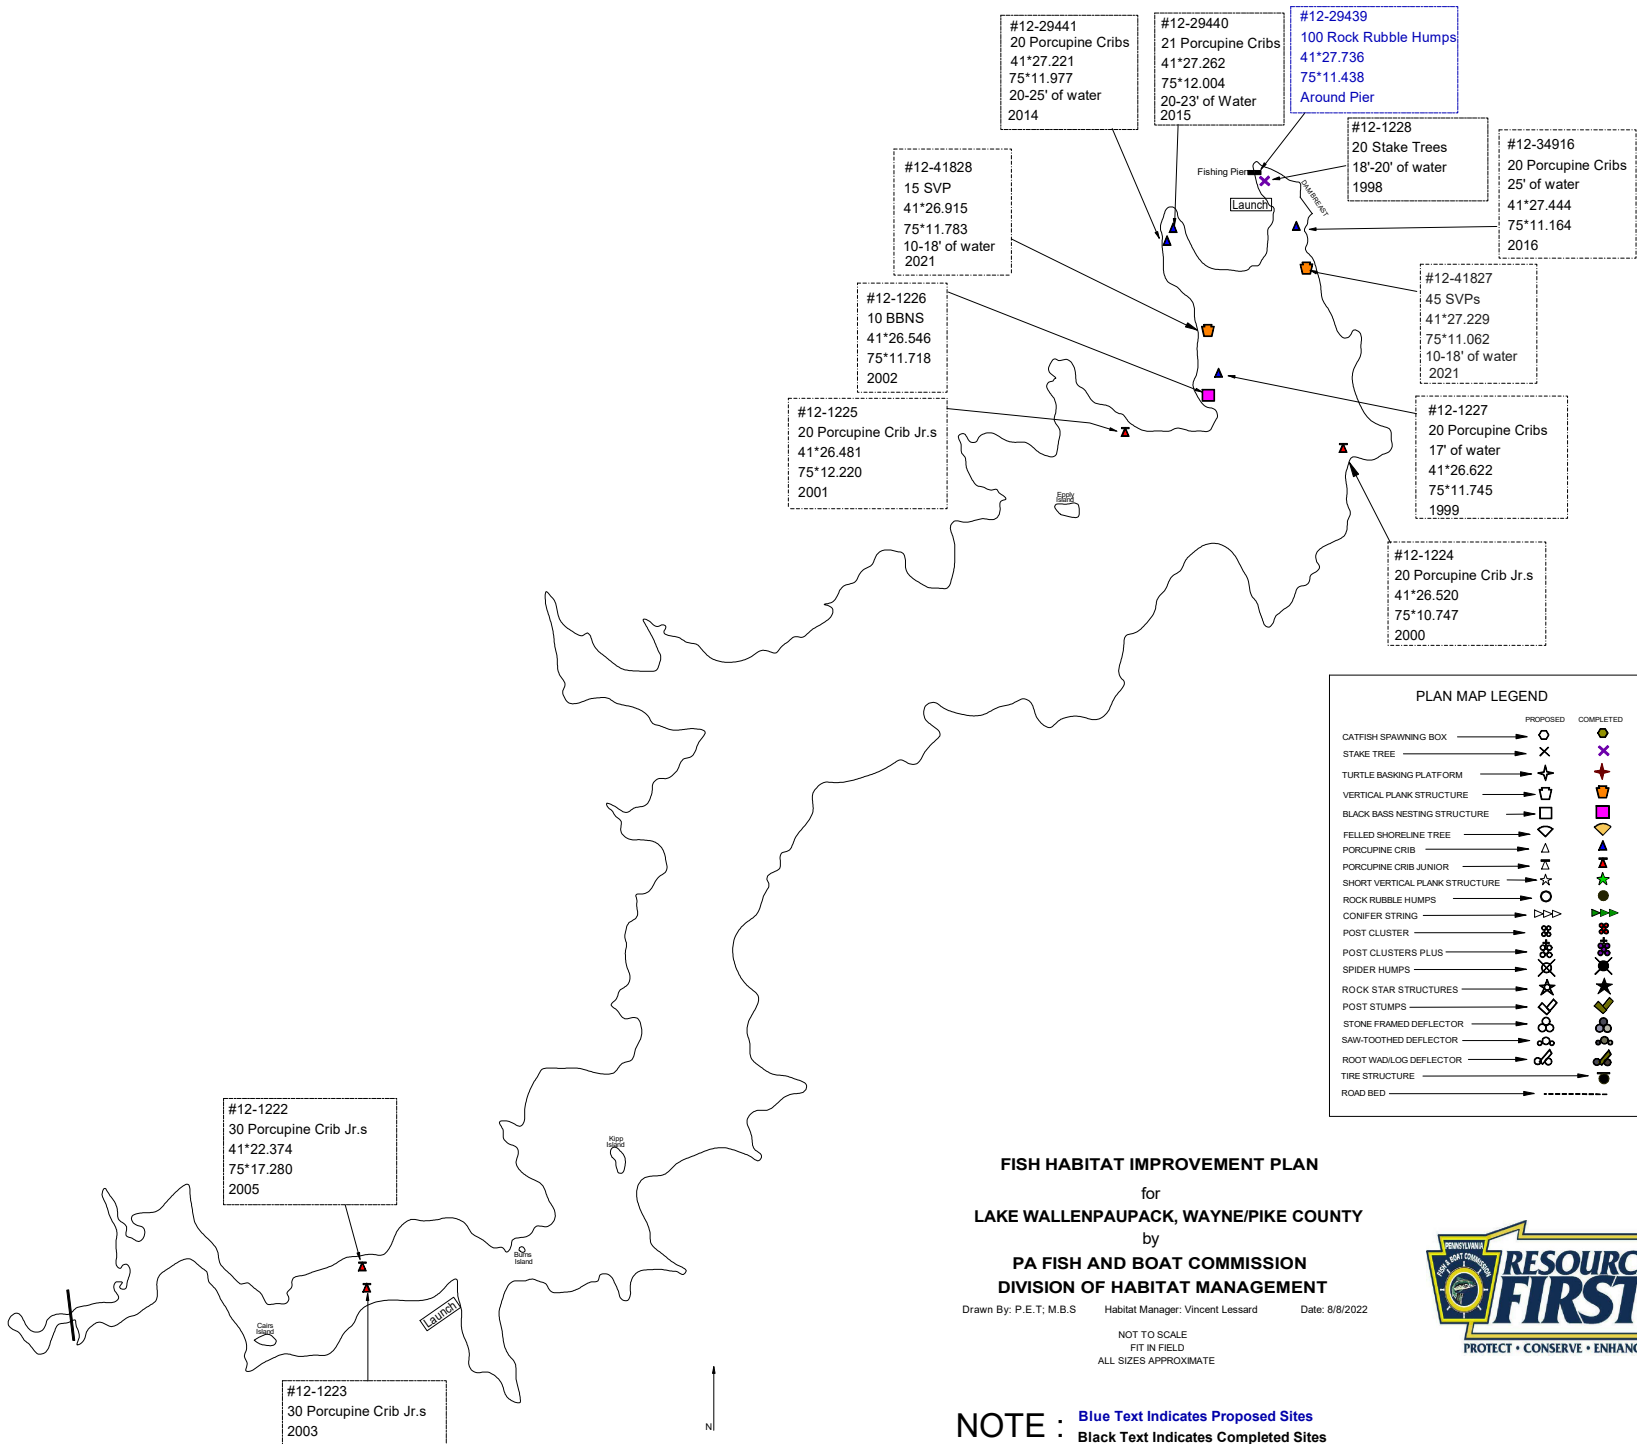 #12-29441
20 Porcupine Cribs
41*27.221
75*11.977
20-25' of water
2014
#12-29440
21 Porcupine Cribs
41*27.262
75*12.004
20-23' of Water
2015
#12-29439
100 Rock Rubble Humps
41*27.736
75*11.438
Around Pier
#12-1228
20 Stake Trees
18'-20' of water
1998
#12-34916
20 Porcupine Cribs
25' of water
41*27.444
75*11.164
2016
#12-41828
15 SVP
41*26.915
75*11.783
10-18' of water
2021
Fishing Pier
DAM BREAST
Launch
#12-41827
45 SVPs
41*27.229
75*11.062
10-18' of water
2021
#12-1226
10 BBNS
41*26.546
75*11.718
2002
#12-1225
20 Porcupine Crib Jr.s
41*26.481
75*12.220
2001
#12-1227
20 Porcupine Cribs
17' of water
41*26.622
75*11.745
1999
Epply
Island
#12-1224
20 Porcupine Crib Jr.s
41*26.520
75*10.747
2000
PLAN MAP LEGEND
PROPOSED COMPLETED
CATFISH SPAWNING BOX
STAKE TREE
TURTLE BASKING PLATFORM
VERTICAL PLANK STRUCTURE
BLACK BASS NESTING STRUCTURE
FELLED SHORELINE TREE
PORCUPINE CRIB
PORCUPINE CRIB JUNIOR
SHORT VERTICAL PLANK STRUCTURE
ROCK RUBBLE HUMPS
CONIFER STRING
POST CLUSTER
POST CLUSTERS PLUS
SPIDER HUMPS
ROCK STAR STRUCTURES
POST STUMPS
STONE FRAMED DEFLECTOR
SAW-TOOTHED DEFLECTOR
ROOT WAD/LOG DEFLECTOR
TIRE STRUCTURE
ROAD BED
#12-1222
30 Porcupine Crib Jr.s
41*22.374
75*17.280
2005
Kipp
Island
Burns
Island
Cairs
Island
Launch
#12-1223
30 Porcupine Crib Jr.s
2003
N
FISH HABITAT IMPROVEMENT PLAN
for
LAKE WALLENPAUPACK, WAYNE/PIKE COUNTY
by
PA FISH AND BOAT COMMISSION
DIVISION OF HABITAT MANAGEMENT
Drawn By: P.E.T; M.B.S Habitat Manager: Vincent Lessard Date: 8/8/2022
NOT TO SCALE
FIT IN FIELD
ALL SIZES APPROXIMATE
PENNSYLVANIA
FISH & BOAT COMMISSION
RESOURC
FIRST
PROTECT • CONSERVE • ENHANC
NOTE : Blue Text Indicates Proposed Sites
Black Text Indicates Completed Sites